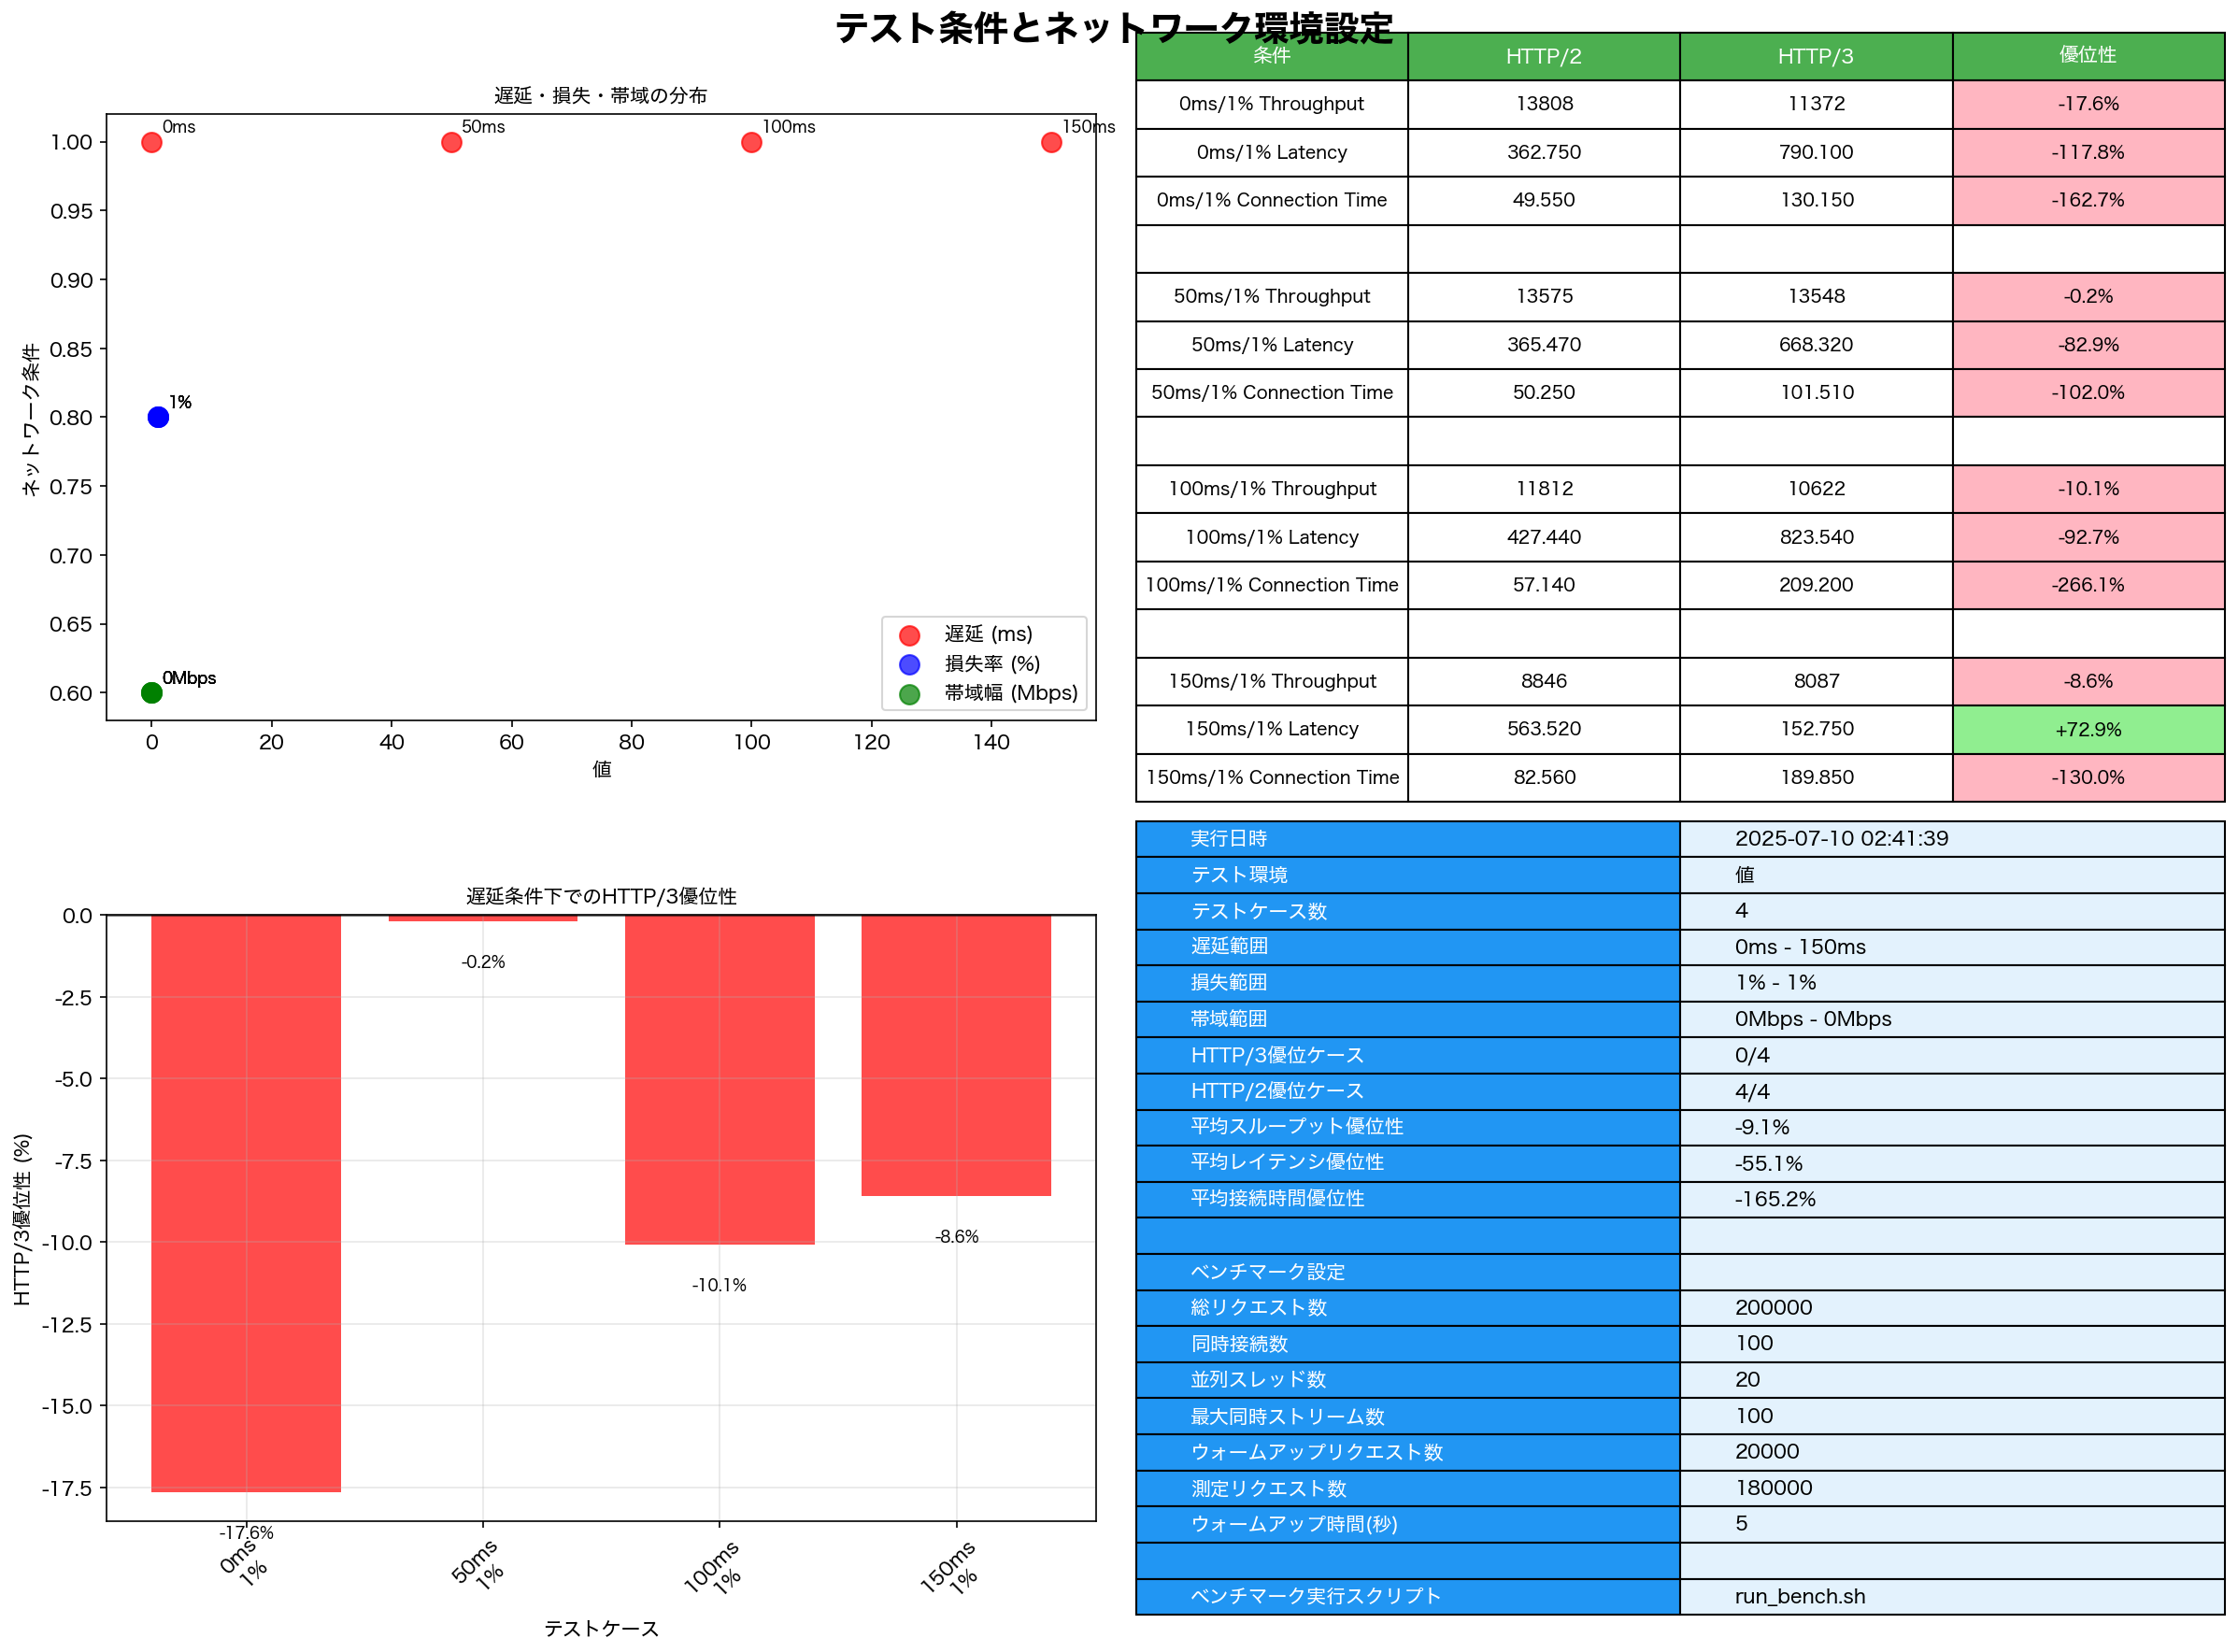 テスト条件とネットワーク環境設定
遅延・損失・帯域の分布
1.00
0.95
0.90
0.85
0.80
0.75
0.70
0.65
0.60
ネットワーク条件
0ms
50ms
100ms
150ms
1%
0Mbps
遅延 (ms)
損失率 (%)
帯域幅 (Mbps)
0 20 40 60 80 100 120 140
値
条件 HTTP/2 HTTP/3 優位性
0ms/1% Throughput 13808 11372 -17.6%
0ms/1% Latency 362.750 790.100 -117.8%
0ms/1% Connection Time 49.550 130.150 -162.7%
50ms/1% Throughput 13575 13548 -0.2%
50ms/1% Latency 365.470 668.320 -82.9%
50ms/1% Connection Time 50.250 101.510 -102.0%
100ms/1% Throughput 11812 10622 -10.1%
100ms/1% Latency 427.440 823.540 -92.7%
100ms/1% Connection Time 57.140 209.200 -266.1%
150ms/1% Throughput 8846 8087 -8.6%
150ms/1% Latency 563.520 152.750 +72.9%
150ms/1% Connection Time 82.560 189.850 -130.0%
遅延条件下でのHTTP/3優位性
0.0
-2.5
-5.0
-7.5
-10.0
-12.5
-15.0
-17.5
HTTP/3優位性 (%)
-17.6%
-0.2%
-10.1%
-8.6%
0ms
1%
50ms
1%
100ms
1%
150ms
1%
テストケース
実行日時 2025-07-10 02:41:39
テスト環境 値
テストケース数 4
遅延範囲 0ms - 150ms
損失範囲 1% - 1%
帯域範囲 0Mbps - 0Mbps
HTTP/3優位ケース 0/4
HTTP/2優位ケース 4/4
平均スループット優位性 -9.1%
平均レイテンシ優位性 -55.1%
平均接続時間優位性 -165.2%
ベンチマーク設定
総リクエスト数 200000
同時接続数 100
並列スレッド数 20
最大同時ストリーム数 100
ウォームアップリクエスト数 20000
測定リクエスト数 180000
ウォームアップ時間(秒) 5
ベンチマーク実行スクリプト run_bench.sh